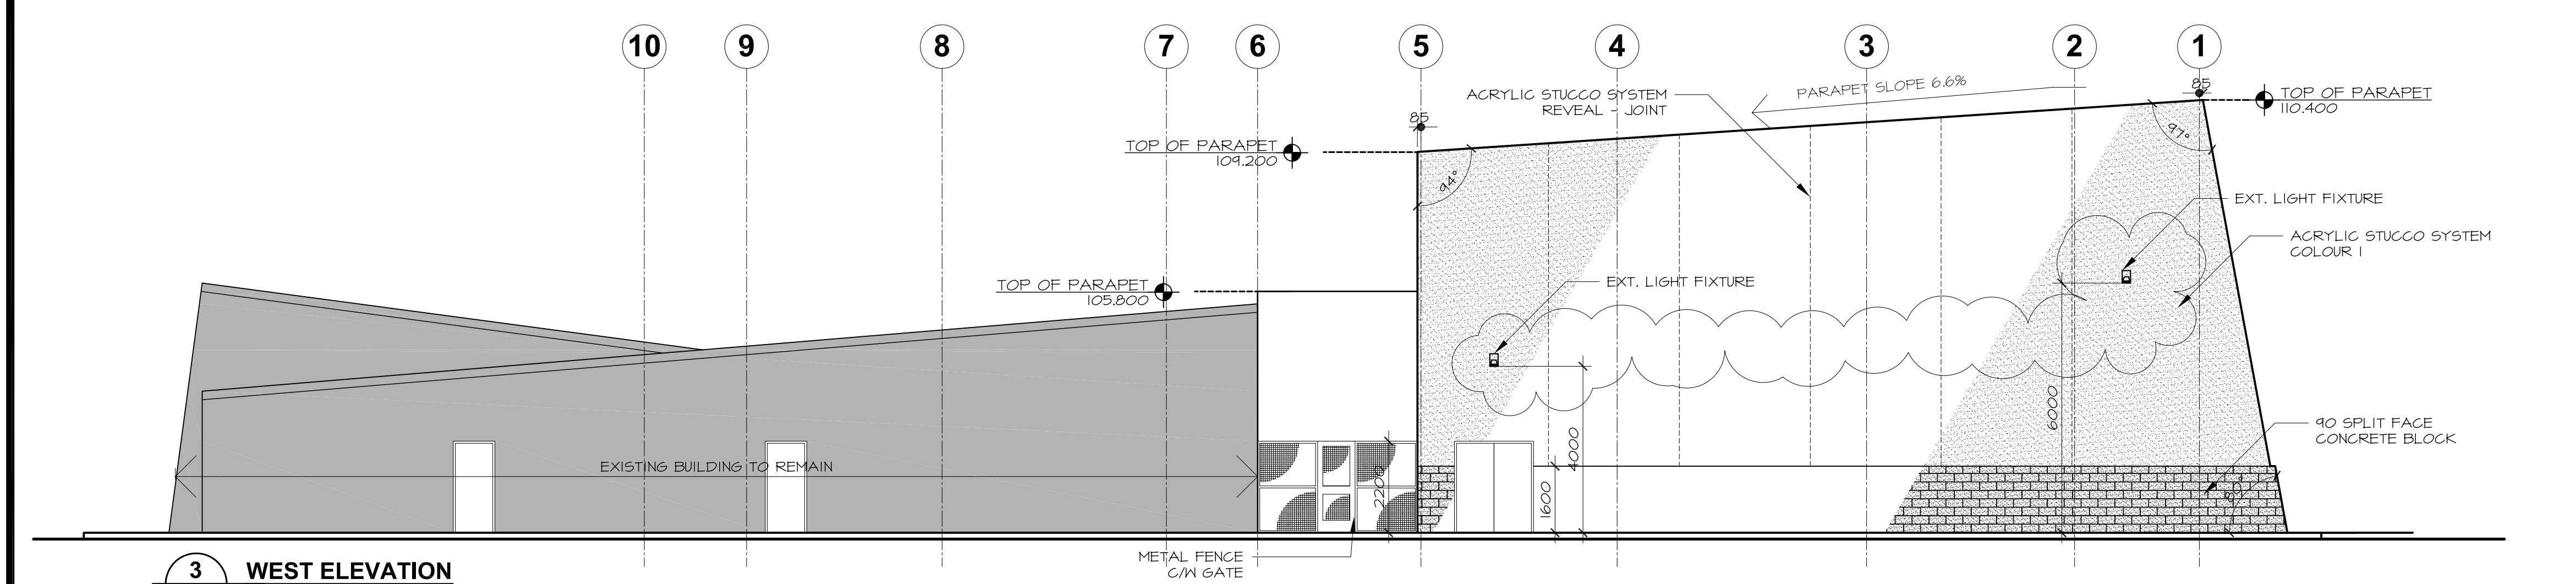 10
9
8
7
6
5
4
3
2
1
ACRYLIC STUCCO SYSTEM
REVEAL - JOINT
PARAPET SLOPE 6.6%
85
TOP OF PARAPET
110.400
85
TOP OF PARAPET
109.200
97°
94°
EXT. LIGHT FIXTURE
ACRYLIC STUCCO SYSTEM
COLOUR 1
TOP OF PARAPET
105.800
EXT. LIGHT FIXTURE
6000
4000
90 SPLIT FACE
CONCRETE BLOCK
EXISTING BUILDING TO REMAIN
2200
1600
METAL FENCE
C/W GATE
3
WEST ELEVATION